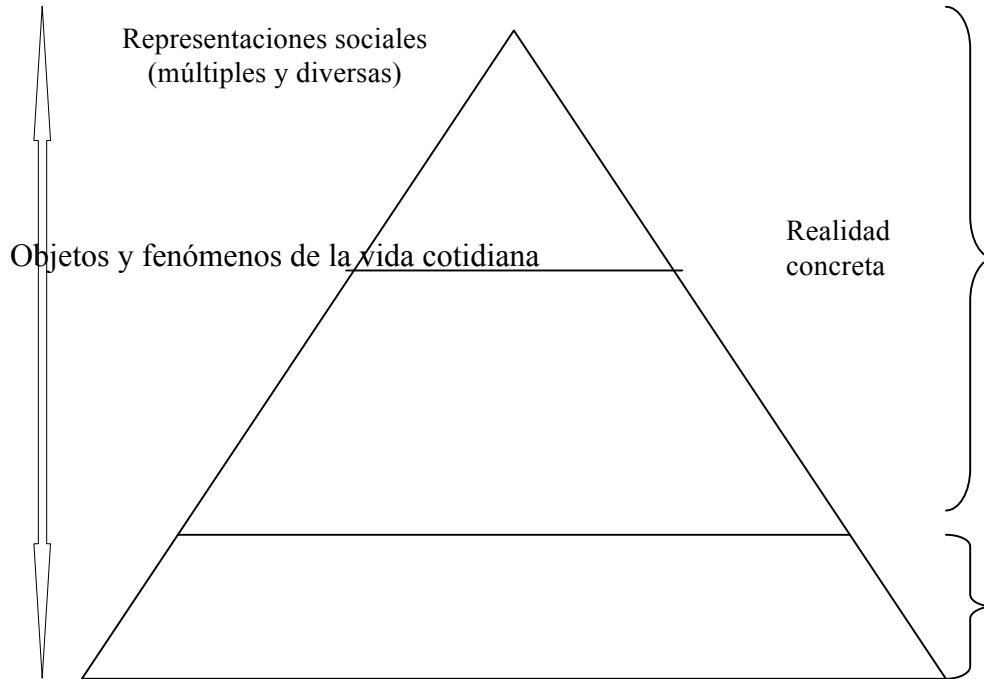 Representaciones sociales
(múltiples y diversas)
Objetos y fenómenos de la vida cotidiana
Realidad
concreta